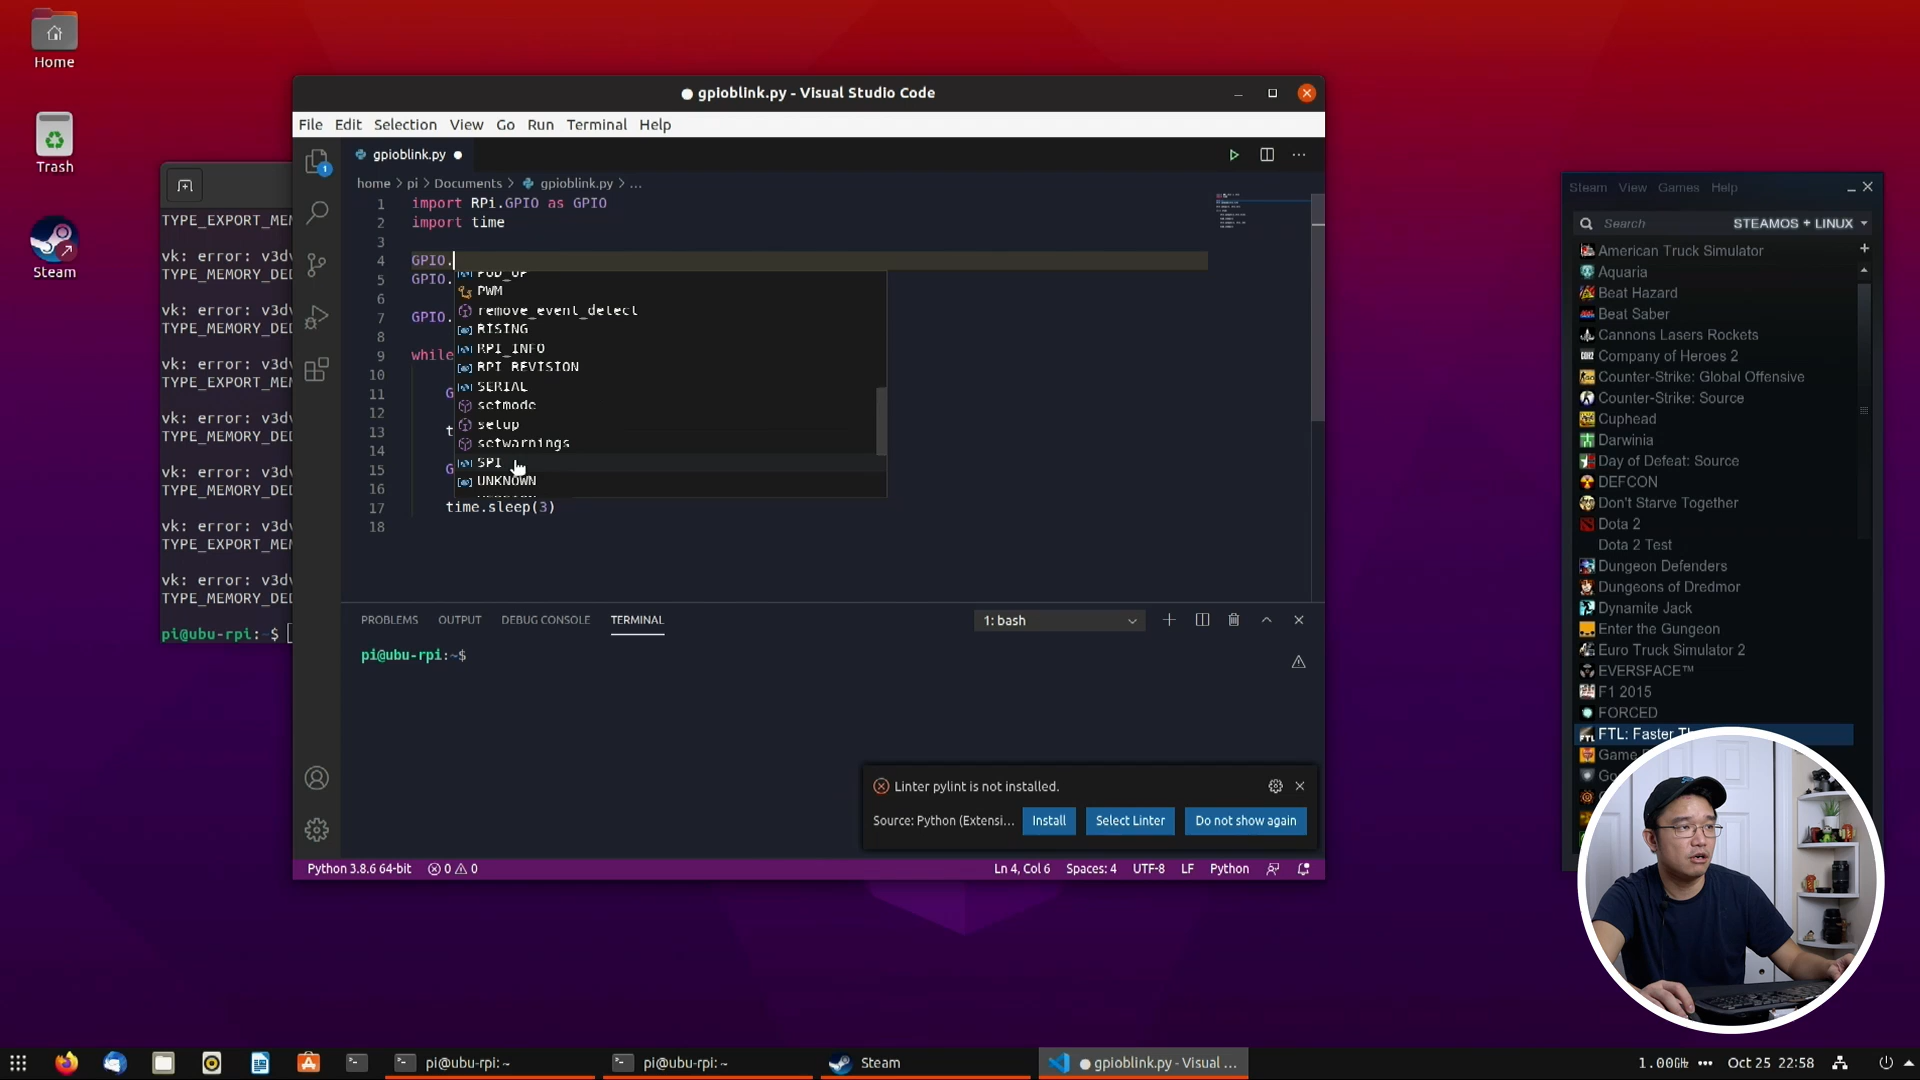 Home
Trash
Steam
TYPE_EXPORT_MEM
vk: error: v3dv
TYPE_MEMORY_DED
vk: error: v3dv
TYPE_MEMORY_DED
vk: error: v3dv
TYPE_EXPORT_MEM
vk: error: v3dv
TYPE_MEMORY_DED
vk: error: v3dv
TYPE_MEMORY_DED
vk: error: v3dv
TYPE_EXPORT_MEM
vk: error: v3dv
TYPE_MEMORY_DED
pi@ubu-rpi:~$
● gpioblink.py - Visual Studio Code
File Edit Selection View Go Run Terminal Help
1
gpioblink.py ●
home > pi > Documents > gpioblink.py > ...
1 import RPi.GPIO as GPIO
2 import time
3
4 GPIO.
5 GPIO.
6
7 GPIO.
8
9 while
10
11 G
12
13 t
14
15 G
16
17 time.sleep(3)
18
PUD_UP
PWM
remove_event_detect
RISING
RPI_INFO
RPI_REVISION
SERIAL
setmode
setup
setwarnings
SPI
UNKNOWN
PROBLEMS OUTPUT DEBUG CONSOLE TERMINAL 1: bash
pi@ubu-rpi:~$
Linter pylint is not installed.
Source: Python (Extensi... Install Select Linter Do not show again
Python 3.8.6 64-bit 0 0 Ln 4, Col 6 Spaces: 4 UTF-8 LF Python
Steam View Games Help
Search STEAMOS + LINUX
American Truck Simulator
Aquaria
Beat Hazard
Beat Saber
Cannons Lasers Rockets
Company of Heroes 2
Counter-Strike: Global Offensive
Counter-Strike: Source
Cuphead
Darwinia
Day of Defeat: Source
DEFCON
Don't Starve Together
Dota 2
Dota 2 Test
Dungeon Defenders
Dungeons of Dredmor
Dynamite Jack
Enter the Gungeon
Euro Truck Simulator 2
EVERSPACE™
F1 2015
FORCED
FTL: Faster Th
Game
Go
pi@ubu-rpi: ~ pi@ubu-rpi: ~ Steam ● gpioblink.py - Visual ... 1.00GHz Oct 25 22:58